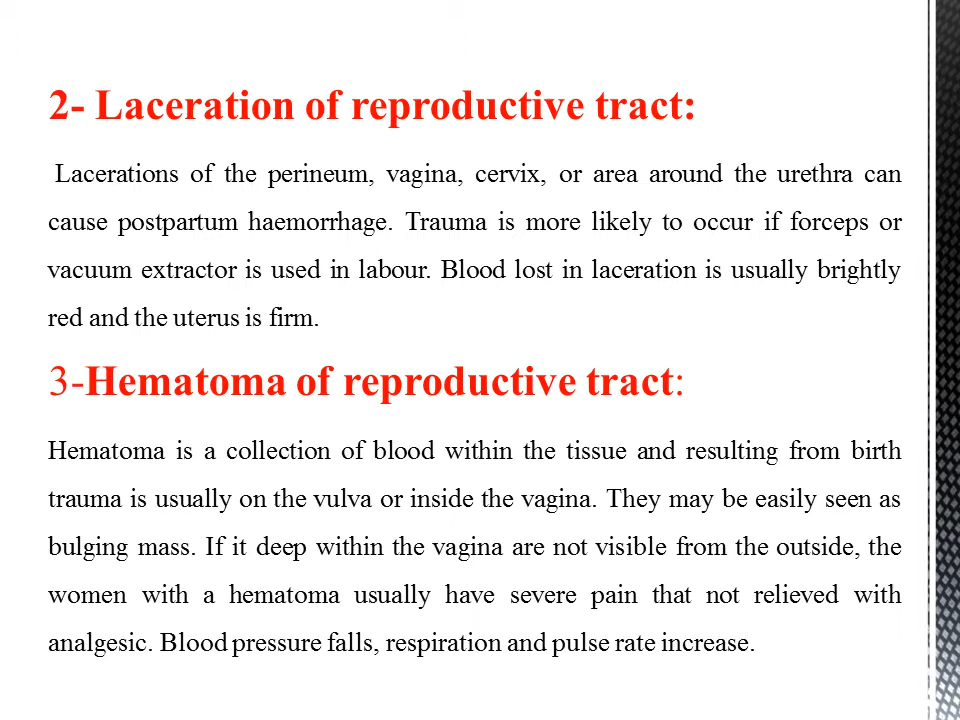 2- Laceration of reproductive tract:
Lacerations of the perineum, vagina, cervix, or area around the urethra can
cause postpartum haemorrhage. Trauma is more likely to occur if forceps or
vacuum extractor is used in labour. Blood lost in laceration is usually brightly
red and the uterus is firm.
3-Hematoma of reproductive tract:
Hematoma is a collection of blood within the tissue and resulting from birth
trauma is usually on the vulva or inside the vagina. They may be easily seen as
bulging mass. If it deep within the vagina are not visible from the outside, the
women with a hematoma usually have severe pain that not relieved with
analgesic. Blood pressure falls, respiration and pulse rate increase.